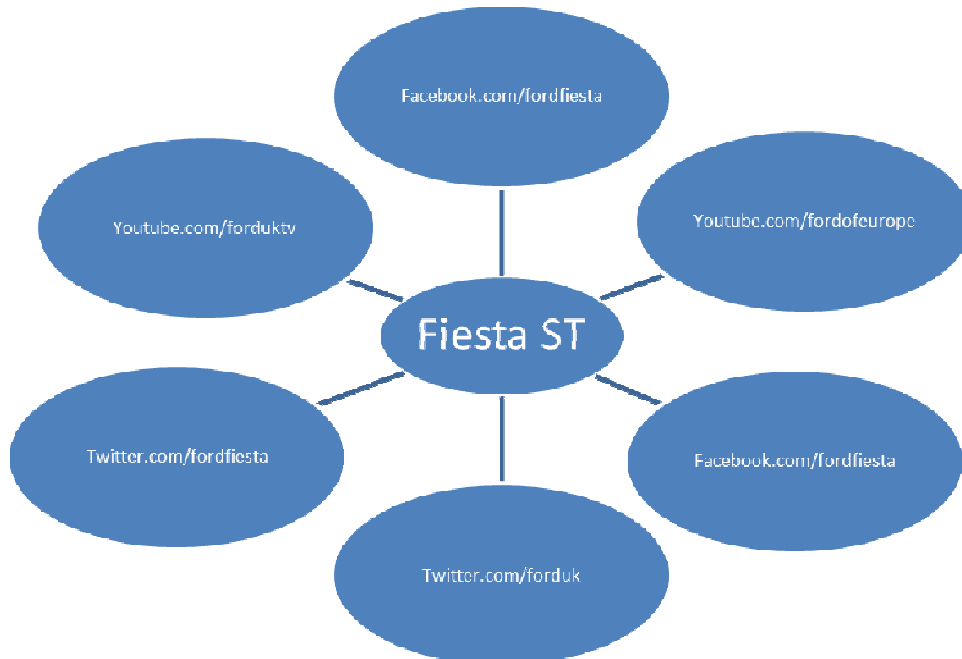 Facebook.com/fordfiesta
Youtube.com/forduktv
Youtube.com/fordofeurope
Fiesta ST
Twitter.com/fordfiesta
Facebook.com/fordfiesta
Twitter.com/forduk